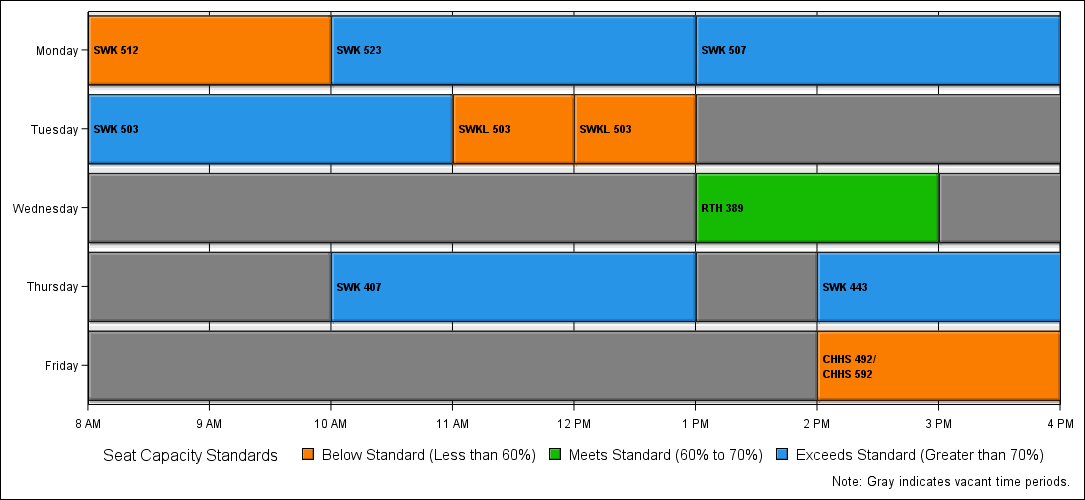 Monday
SWK 512
SWK 523
SWK 507
Tuesday
SWK 503
SWKL 503
SWKL 503
Wednesday
RTH 389
Thursday
SWK 407
SWK 443
Friday
CHHS 492/
CHHS 592
8 AM
9 AM
10 AM
11 AM
12 PM
1 PM
2 PM
3 PM
4 PM
Seat Capacity Standards
Below Standard (Less than 60%)
Meets Standard (60% to 70%)
Exceeds Standard (Greater than 70%)
Note: Gray indicates vacant time periods.